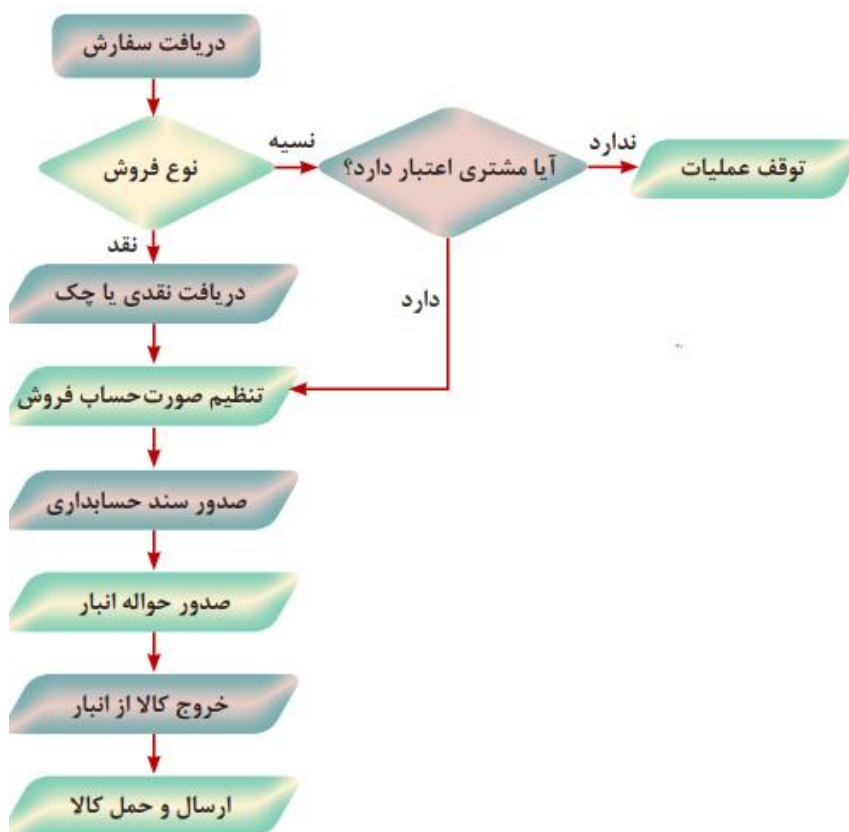 دریافت سفارش
نوع فروش
نسیه
آیا مشتری اعتبار دارد؟
ندارد
توقف عملیات
نقد
دارد
دریافت نقدی یا چک
تنظیم صورت‌حساب فروش
صدور سند حسابداری
صدور حواله انبار
خروج کالا از انبار
ارسال و حمل کالا